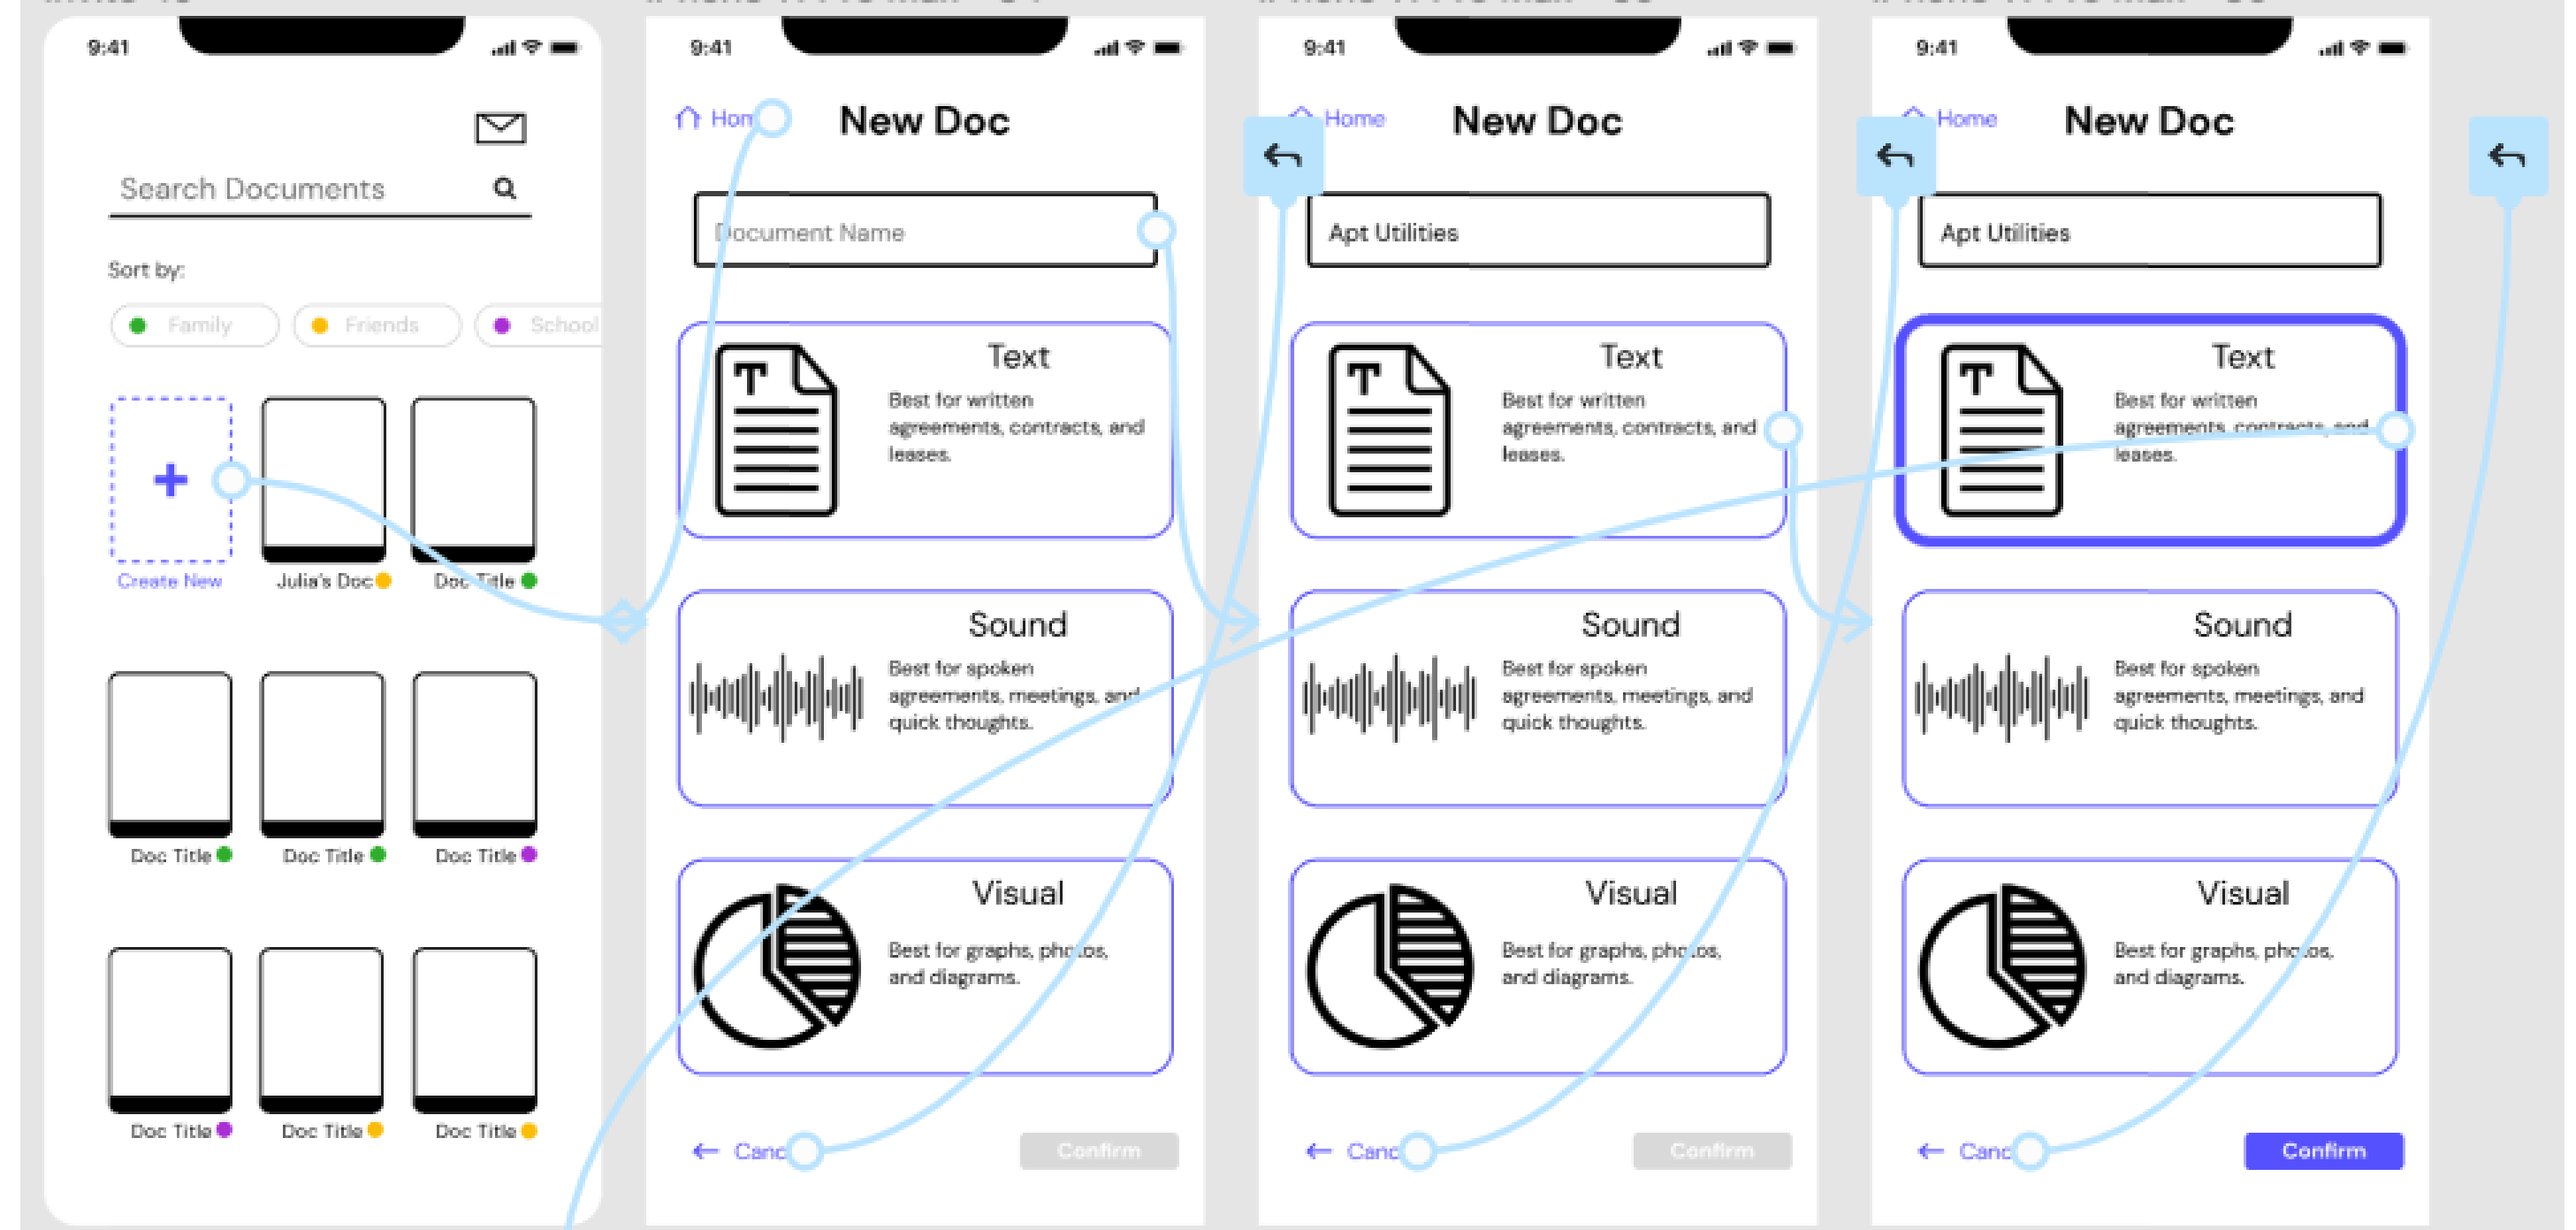 9:41
Search Documents
Sort by:
Family
Friends
School
Create New
Julia's Doc
Doc Title
Doc Title
Doc Title
Doc Title
Doc Title
Doc Title
Doc Title
9:41
New Doc
Document Name
Text
Best for written
agreements, contracts, and
leases.
Sound
Best for spoken
agreements, meetings, and
quick thoughts.
Visual
Best for graphs, photos,
and diagrams.
Confirm
9:41
Home
New Doc
Apt Utilities
Text
Best for written
agreements, contracts, and
leases.
Sound
Best for spoken
agreements, meetings, and
quick thoughts.
Visual
Best for graphs, photos,
and diagrams.
Confirm
9:41
Home
New Doc
Apt Utilities
Text
Best for written
agreements, contracts, and
leases.
Sound
Best for spoken
agreements, meetings, and
quick thoughts.
Visual
Best for graphs, photos,
and diagrams.
Confirm